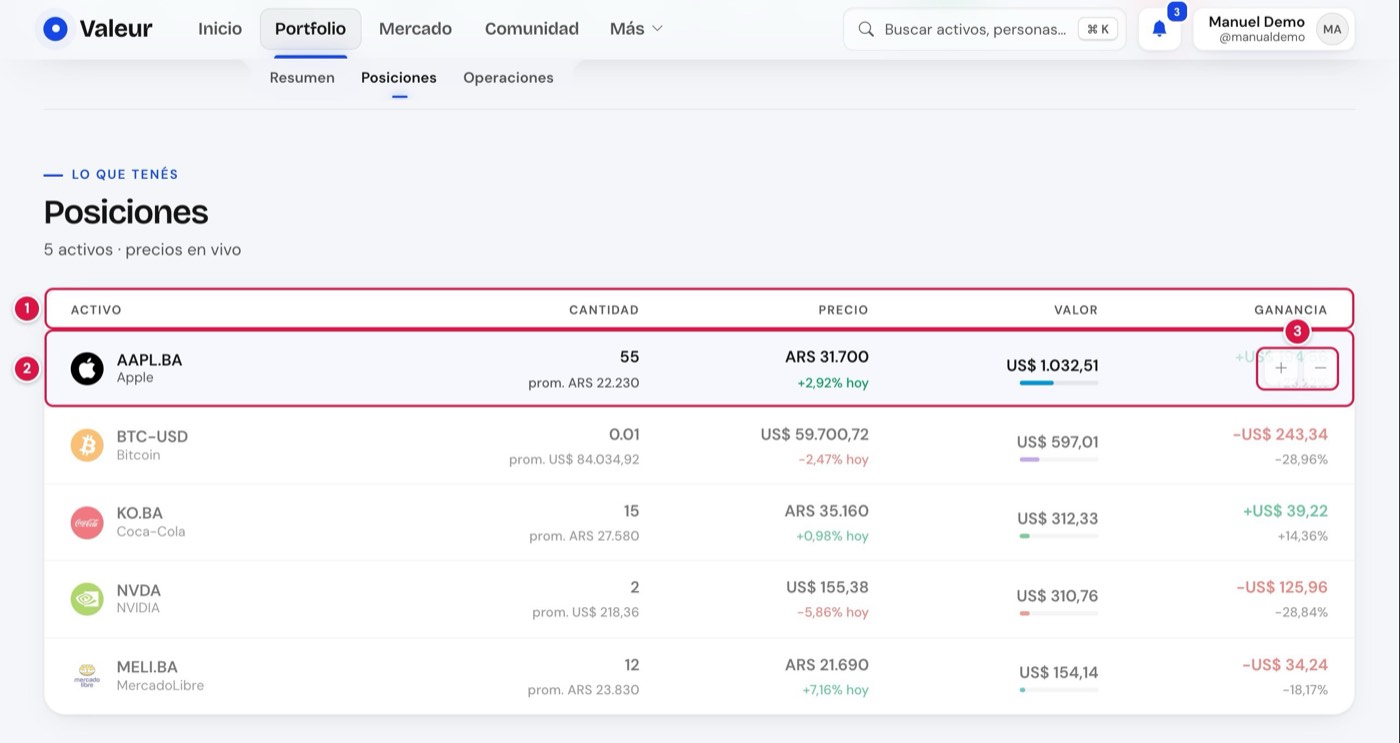 Valeur Inicio Portfolio Mercado Comunidad Más Buscar activos, personas... ⌘ K 3 Manuel Demo MA
@manualdemo
Resumen Posiciones Operaciones
LO QUE TENÉS
Posiciones
5 activos · precios en vivo
1 ACTIVO CANTIDAD PRECIO VALOR GANANCIA
3
2 AAPL.BA 55 ARS 31.700 US$ 1.032,51 + −
Apple prom. ARS 22.230 +2,92% hoy
BTC-USD 0.01 US$ 59.700,72 US$ 597,01 −US$ 243,34
Bitcoin prom. US$ 84.034,92 −2,47% hoy −28,96%
Coca-Cola KO.BA 15 ARS 35.160 US$ 312,33 +US$ 39,22
Coca-Cola prom. ARS 27.580 +0,98% hoy +14,36%
NVDA 2 US$ 155,38 US$ 310,76 −US$ 125,96
NVIDIA prom. US$ 218,36 −5,86% hoy −28,84%
mercado libre MELI.BA 12 ARS 21.690 US$ 154,14 −US$ 34,24
MercadoLibre prom. ARS 23.830 +7,16% hoy −18,17%